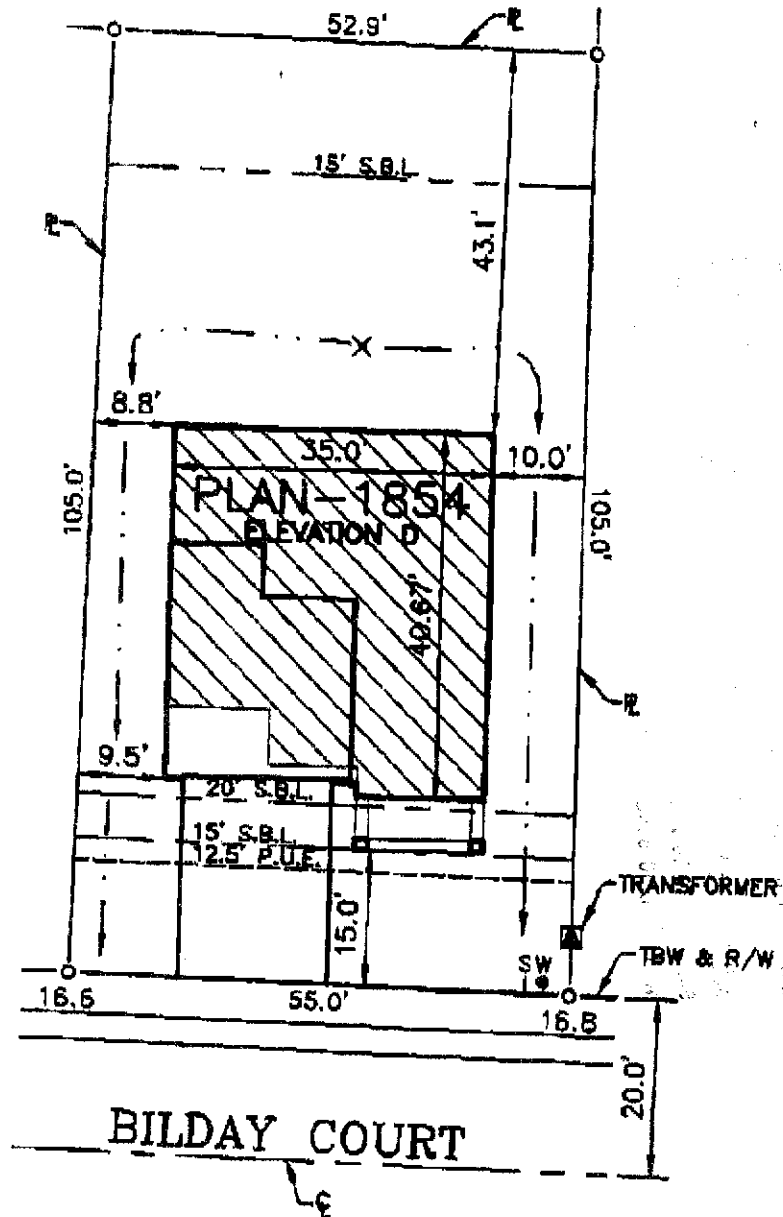 52.9'
℄
15' S.B.L.
℄
43.1'
8.8'
35.0'
10.0'
PLAN-1854
ELEVATION D
105.0'
105.0'
40.67'
℄
9.5'
20' S.B.L.
15' S.B.L.
12.5' P.U.E.
TRANSFORMER
15.0'
SW
TBW & R/W
16.6
55.0'
16.8
20.0'
BILDAY COURT
℄